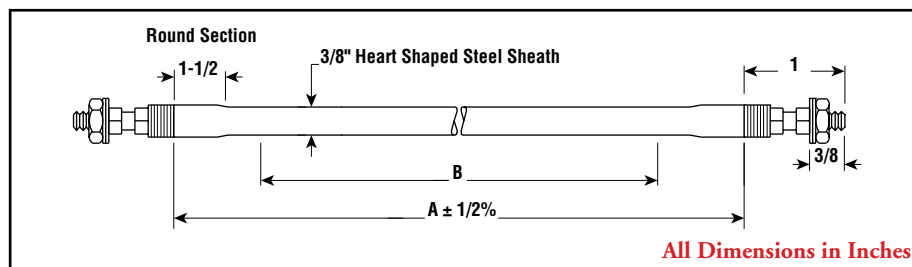 Round Section
3/8" Heart Shaped Steel Sheath
1-1/2
1
3/8
B
A ± 1/2%
All Dimensions in Inches